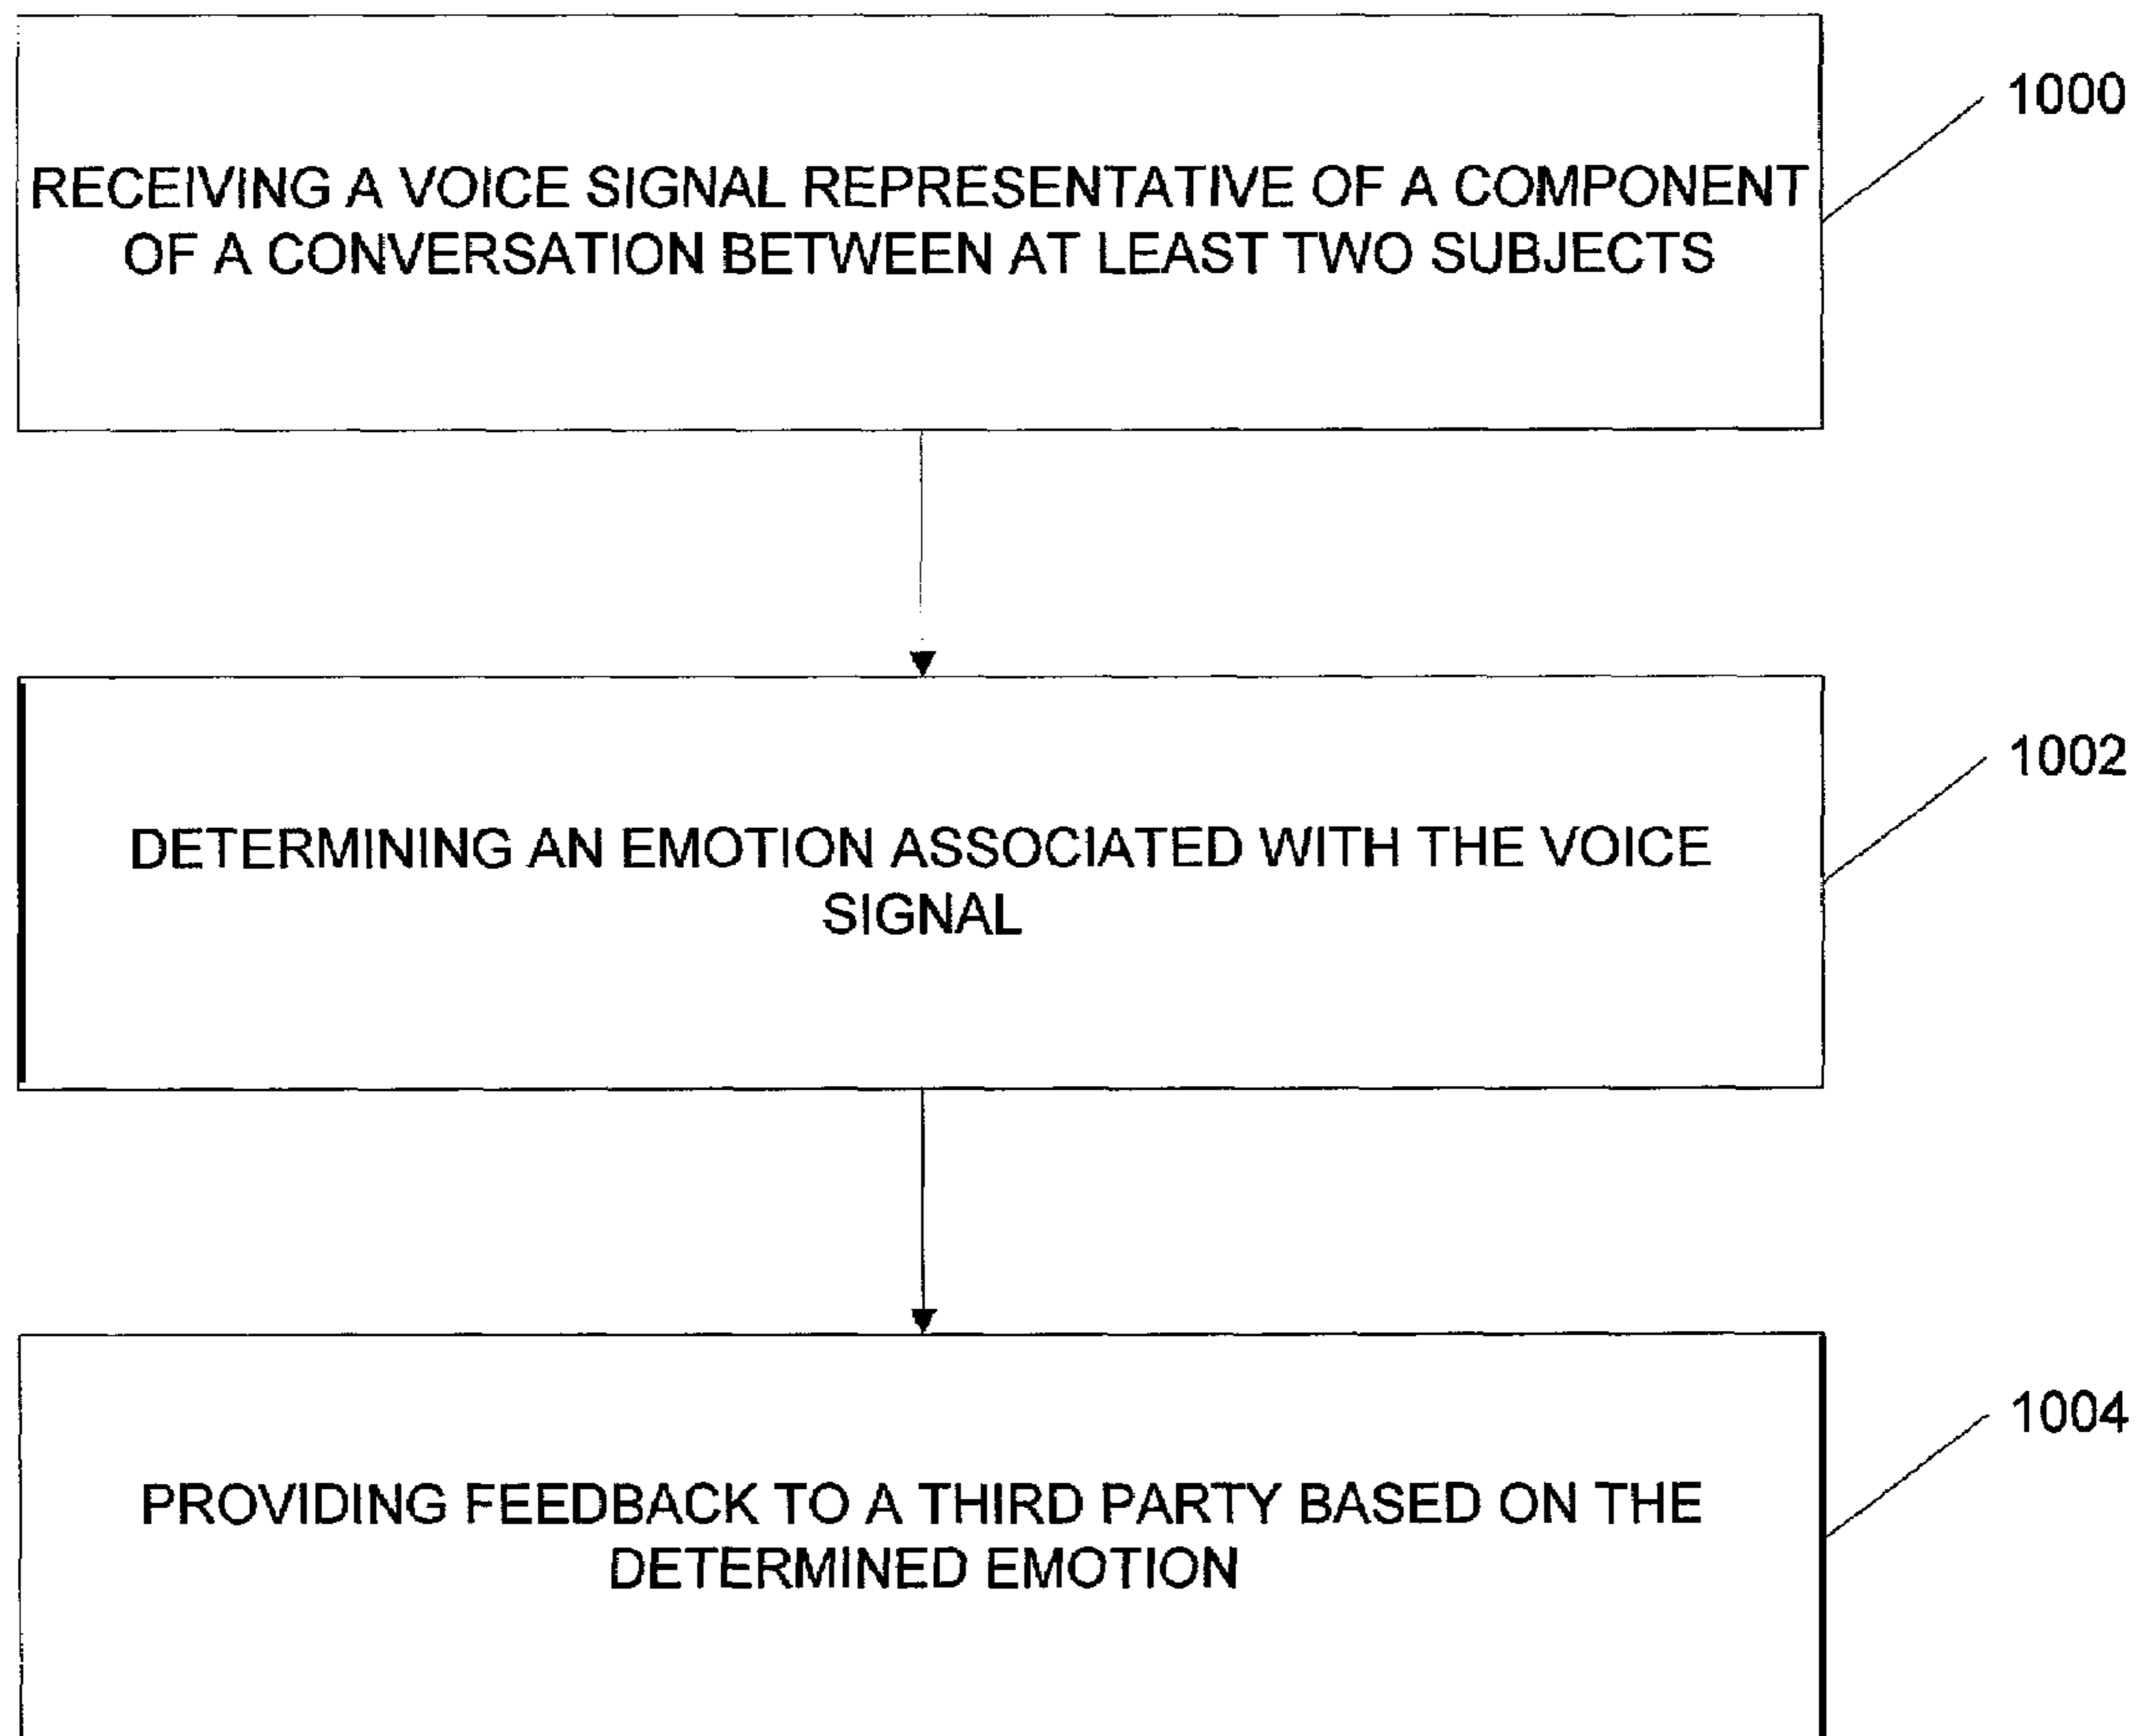 1000
RECEIVING A VOICE SIGNAL REPRESENTATIVE OF A COMPONENT
OF A CONVERSATION BETWEEN AT LEAST TWO SUBJECTS
1002
DETERMINING AN EMOTION ASSOCIATED WITH THE VOICE
SIGNAL
1004
PROVIDING FEEDBACK TO A THIRD PARTY BASED ON THE
DETERMINED EMOTION